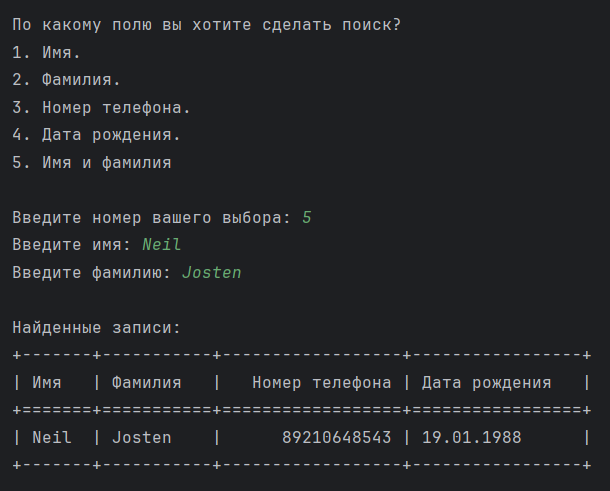 По какому полю вы хотите сделать поиск?
1. Имя.
2. Фамилия.
3. Номер телефона.
4. Дата рождения.
5. Имя и фамилия
Введите номер вашего выбора: 5
Введите имя: Neil
Введите фамилию: Josten
Найденные записи:
+-------+-----------+------------------+-----------------+
| Имя   | Фамилия   |   Номер телефона | Дата рождения   |
+=======+===========+==================+=================+
| Neil  | Josten    |      89210648543 | 19.01.1988      |
+-------+-----------+------------------+-----------------+